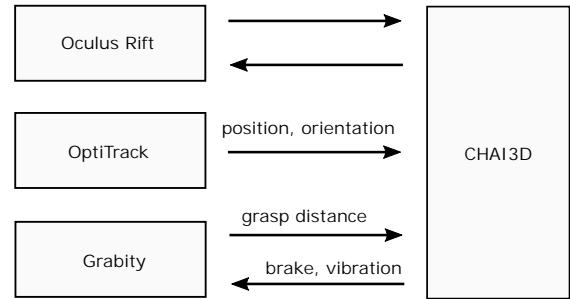 Oculus Rift
OptiTrack
position, orientation
CHAI3D
grasp distance
Grabity
brake, vibration